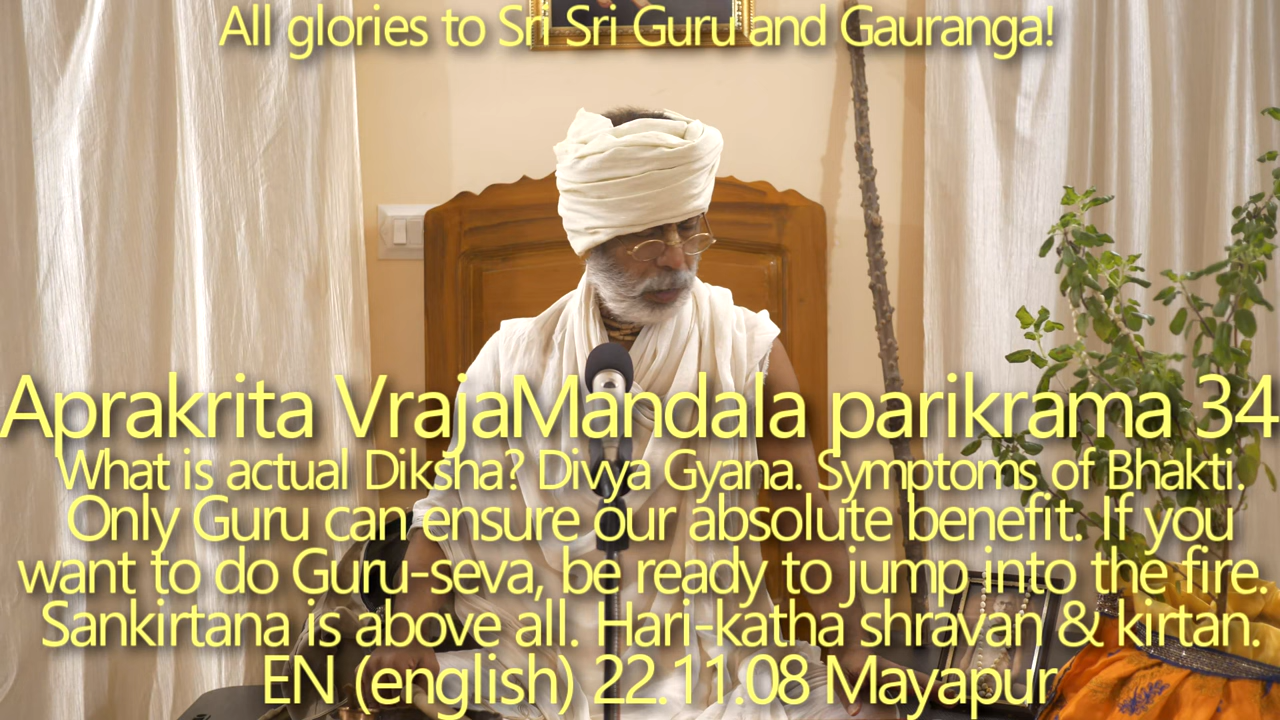 All glories to Sri Sri Guru and Gauranga!
Aprakrita VrajaMandala parikrama 34
What is actual Diksha? Divya Gyana. Symptoms of Bhakti.
Only Guru can ensure our absolute benefit. If you
want to do Guru-seva, be ready to jump into the fire.
Sankirtana is above all. Hari-katha shravan & kirtan.
EN (english) 22.11.08 Mayapur